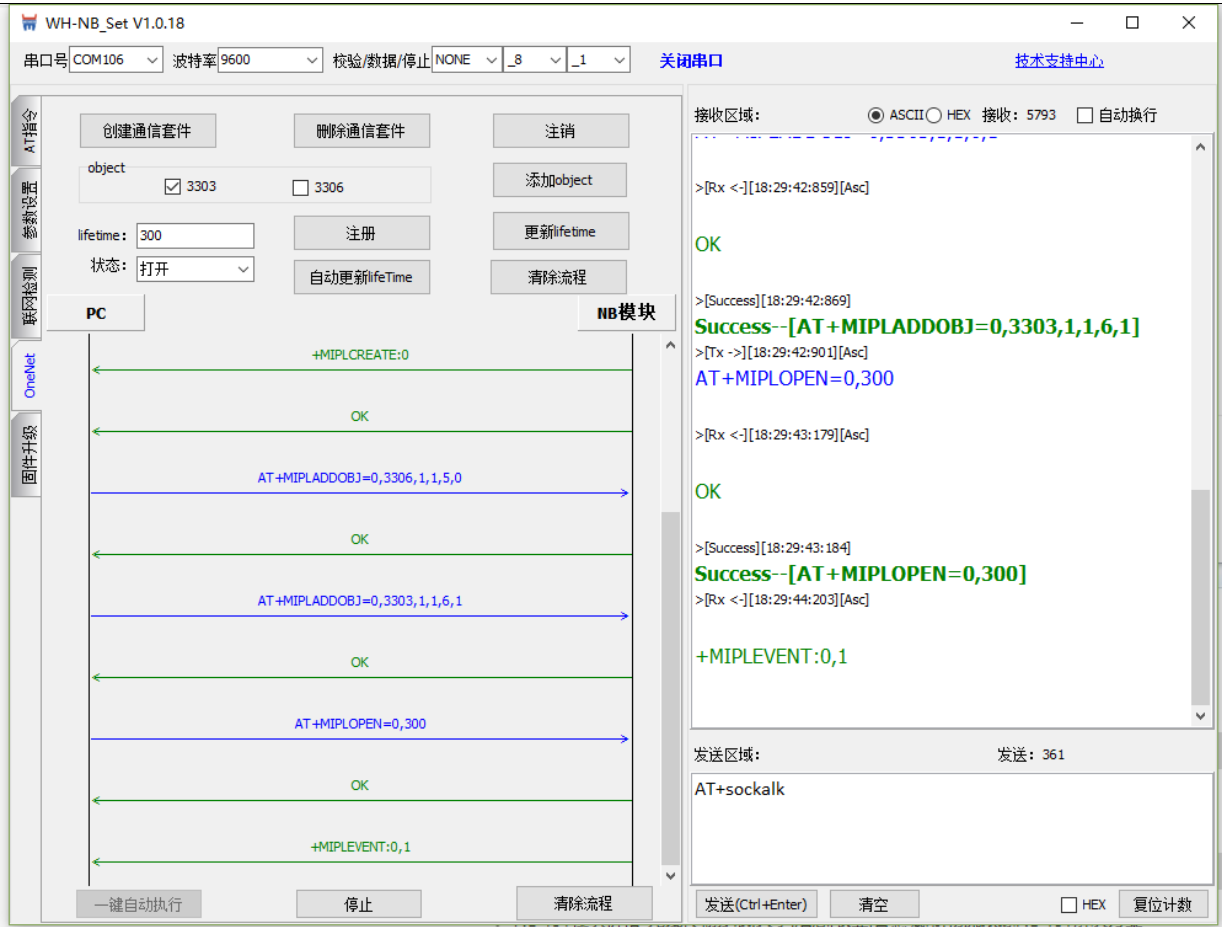 WH-NB_Set V1.0.18
串口号 COM106 波特率 9600 校验/数据/停止 NONE _8 _1 关闭串口 技术支持中心
AT指令
参数设置
联网检测
OneNet
固件升级
创建通信套件 删除通信套件 注销
object
3303 3306 添加object
lifetime: 300 注册 更新lifetime
状态: 打开 自动更新lifeTime 清除流程
PC NB模块
+MIPLCREATE:0
OK
AT+MIPLADDOBJ=0,3306,1,1,5,0
OK
AT+MIPLADDOBJ=0,3303,1,1,6,1
OK
AT+MIPLOPEN=0,300
OK
+MIPLEVENT:0,1
一键自动执行 停止 清除流程
接收区域: ASCII HEX 接收: 5793 自动换行
>[Rx <-][18:29:42:859][Asc]
OK
>[Success][18:29:42:869]
Success--[AT+MIPLADDOBJ=0,3303,1,1,6,1]
>[Tx ->][18:29:42:901][Asc]
AT+MIPLOPEN=0,300
>[Rx <-][18:29:43:179][Asc]
OK
>[Success][18:29:43:184]
Success--[AT+MIPLOPEN=0,300]
>[Rx <-][18:29:44:203][Asc]
+MIPLEVENT:0,1
发送区域: 发送: 361
AT+sockalk
发送(Ctrl+Enter) 清空 HEX 复位计数